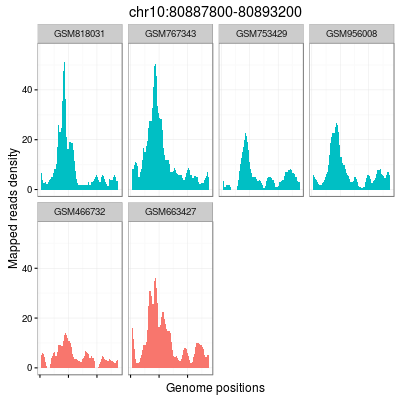 chr10:80887800-80893200
GSM818031 GSM767343 GSM753429 GSM956008
40
20
0
GSM466732 GSM663427
40
20
0
Mapped reads density
Genome positions